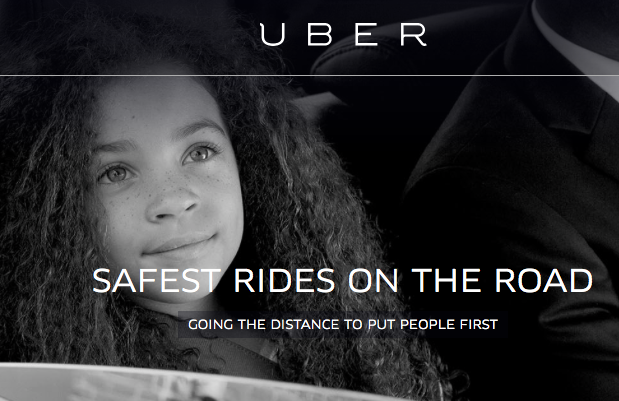 UBER
SAFEST RIDES ON THE ROAD
GOING THE DISTANCE TO PUT PEOPLE FIRST